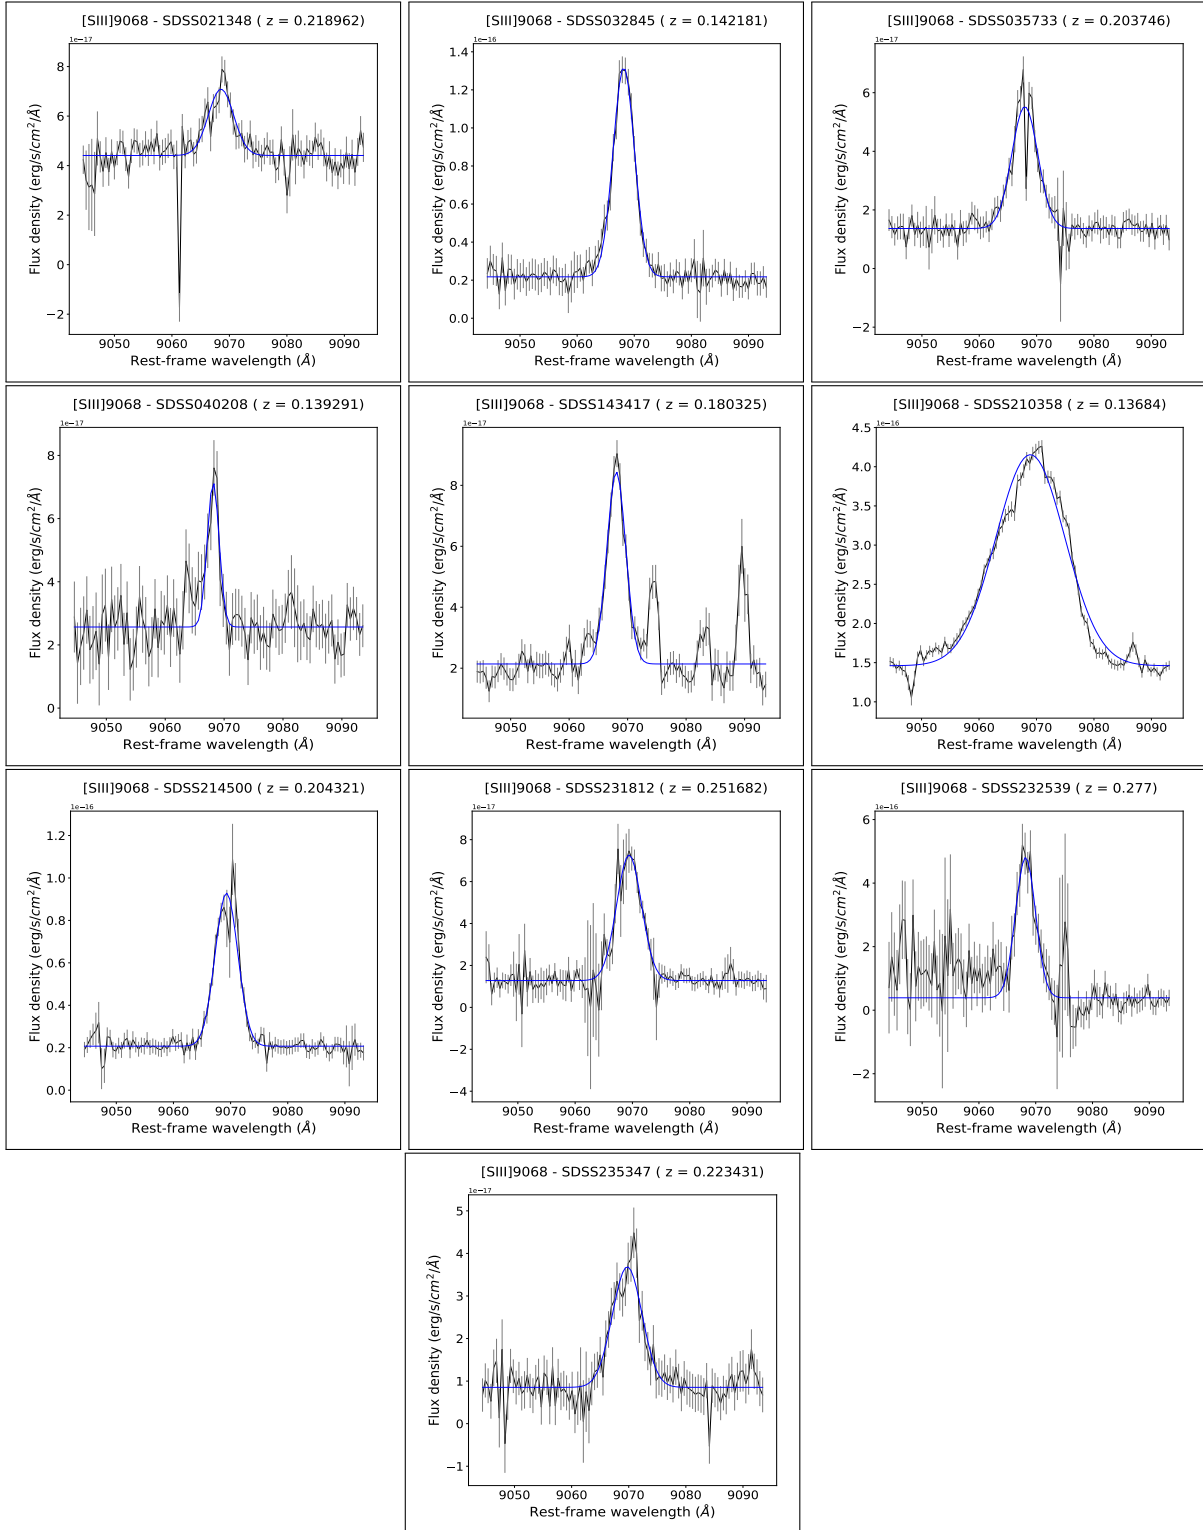 [SIII]9068 - SDSS021348 ( z = 0.218962)
1e−17
8
6
4
2
0
−2
Flux density (erg/s/cm²/Å)
9050 9060 9070 9080 9090
Rest-frame wavelength (Å)
[SIII]9068 - SDSS032845 ( z = 0.142181)
1e−16
1.4
1.2
1.0
0.8
0.6
0.4
0.2
0.0
Flux density (erg/s/cm²/Å)
9050 9060 9070 9080 9090
Rest-frame wavelength (Å)
[SIII]9068 - SDSS035733 ( z = 0.203746)
1e−17
6
4
2
0
−2
Flux density (erg/s/cm²/Å)
9050 9060 9070 9080 9090
Rest-frame wavelength (Å)
[SIII]9068 - SDSS040208 ( z = 0.139291)
1e−17
8
6
4
2
0
Flux density (erg/s/cm²/Å)
9050 9060 9070 9080 9090
Rest-frame wavelength (Å)
[SIII]9068 - SDSS143417 ( z = 0.180325)
1e−17
8
6
4
2
Flux density (erg/s/cm²/Å)
9050 9060 9070 9080 9090
Rest-frame wavelength (Å)
[SIII]9068 - SDSS210358 ( z = 0.13684)
1e−16
4.5
4.0
3.5
3.0
2.5
2.0
1.5
1.0
Flux density (erg/s/cm²/Å)
9050 9060 9070 9080 9090
Rest-frame wavelength (Å)
[SIII]9068 - SDSS214500 ( z = 0.204321)
1e−16
1.2
1.0
0.8
0.6
0.4
0.2
0.0
Flux density (erg/s/cm²/Å)
9050 9060 9070 9080 9090
Rest-frame wavelength (Å)
[SIII]9068 - SDSS231812 ( z = 0.251682)
1e−17
8
6
4
2
0
−2
−4
Flux density (erg/s/cm²/Å)
9050 9060 9070 9080 9090
Rest-frame wavelength (Å)
[SIII]9068 - SDSS232539 ( z = 0.277)
1e−16
6
4
2
0
−2
Flux density (erg/s/cm²/Å)
9050 9060 9070 9080 9090
Rest-frame wavelength (Å)
[SIII]9068 - SDSS235347 ( z = 0.223431)
1e−17
5
4
3
2
1
0
−1
Flux density (erg/s/cm²/Å)
9050 9060 9070 9080 9090
Rest-frame wavelength (Å)